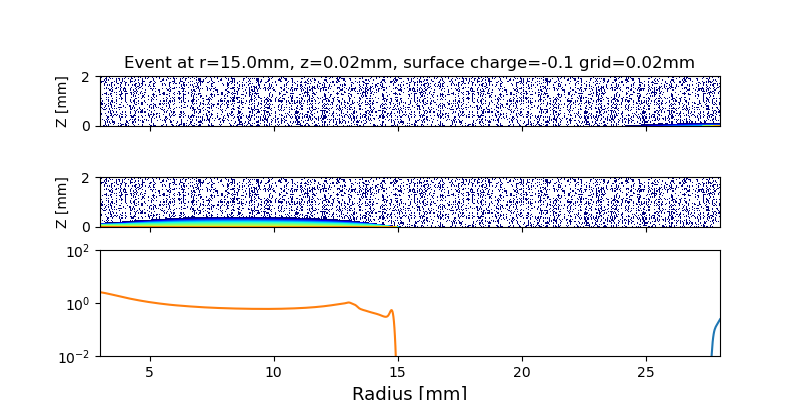 Event at r=15.0mm, z=0.02mm, surface charge=-0.1 grid=0.02mm
2
Z [mm]
0
2
Z [mm]
0
10²
10⁰
10⁻²
5 10 15 20 25
Radius [mm]